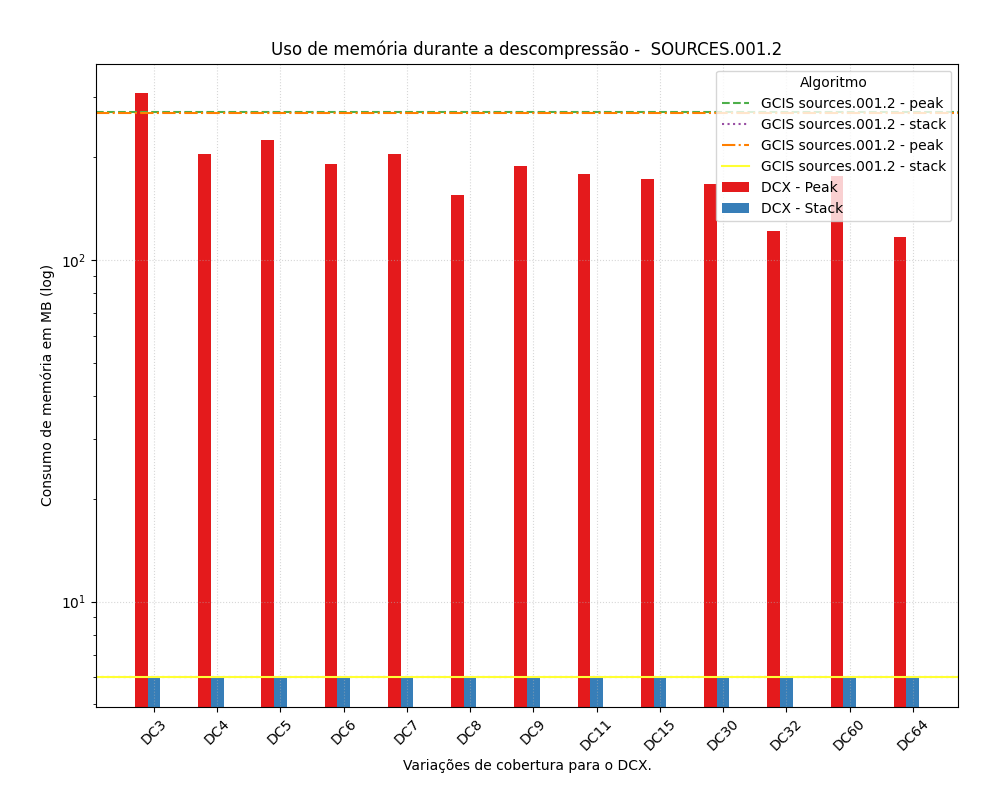 Uso de memória durante a descompressão -  SOURCES.001.2
Algoritmo
GCIS sources.001.2 - peak
GCIS sources.001.2 - stack
GCIS sources.001.2 - peak
GCIS sources.001.2 - stack
DCX - Peak
DCX - Stack
Consumo de memória em MB (log)
10²
10¹
DC3 DC4 DC5 DC6 DC7 DC8 DC9 DC11 DC15 DC30 DC32 DC60 DC64
Variações de cobertura para o DCX.